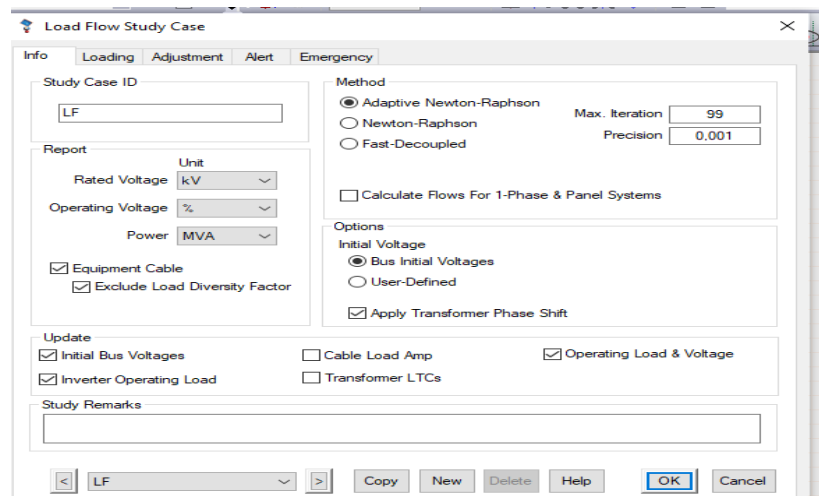 Load Flow Study Case
Info Loading Adjustment Alert Emergency
Study Case ID
LF
Report
Unit
Rated Voltage kV
Operating Voltage %
Power MVA
Equipment Cable
Exclude Load Diversity Factor
Method
Adaptive Newton-Raphson
Newton-Raphson
Fast-Decoupled
Max. Iteration 99
Precision 0,001
Calculate Flows For 1-Phase & Panel Systems
Options
Initial Voltage
Bus Initial Voltages
User-Defined
Apply Transformer Phase Shift
Update
Initial Bus Voltages Cable Load Amp Operating Load & Voltage
Inverter Operating Load Transformer LTCs
Study Remarks
< LF > Copy New Delete Help OK Cancel